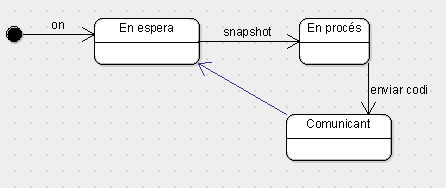 on
En espera
snapshot
En procés
enviar codi
Comunicant